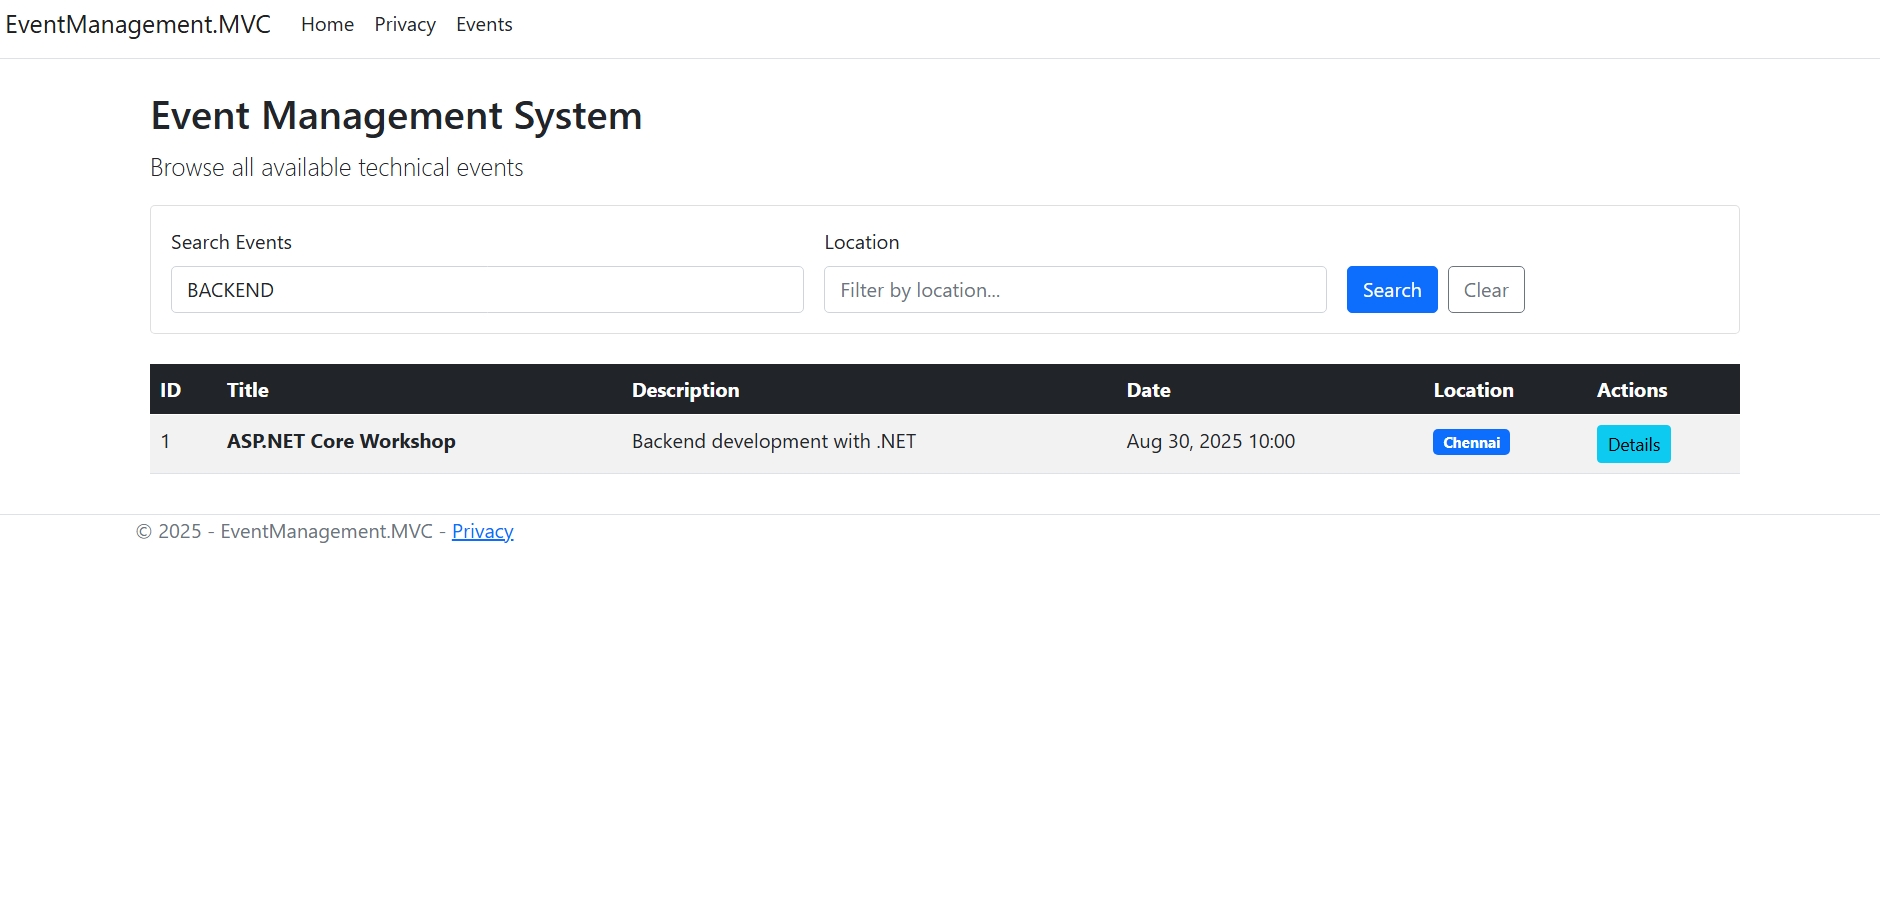 EventManagement.MVC Home Privacy Events
Event Management System
Browse all available technical events
Search Events Location
BACKEND Filter by location... Search Clear
ID Title Description Date Location Actions
1 ASP.NET Core Workshop Backend development with .NET Aug 30, 2025 10:00 Chennai Details
© 2025 - EventManagement.MVC - Privacy